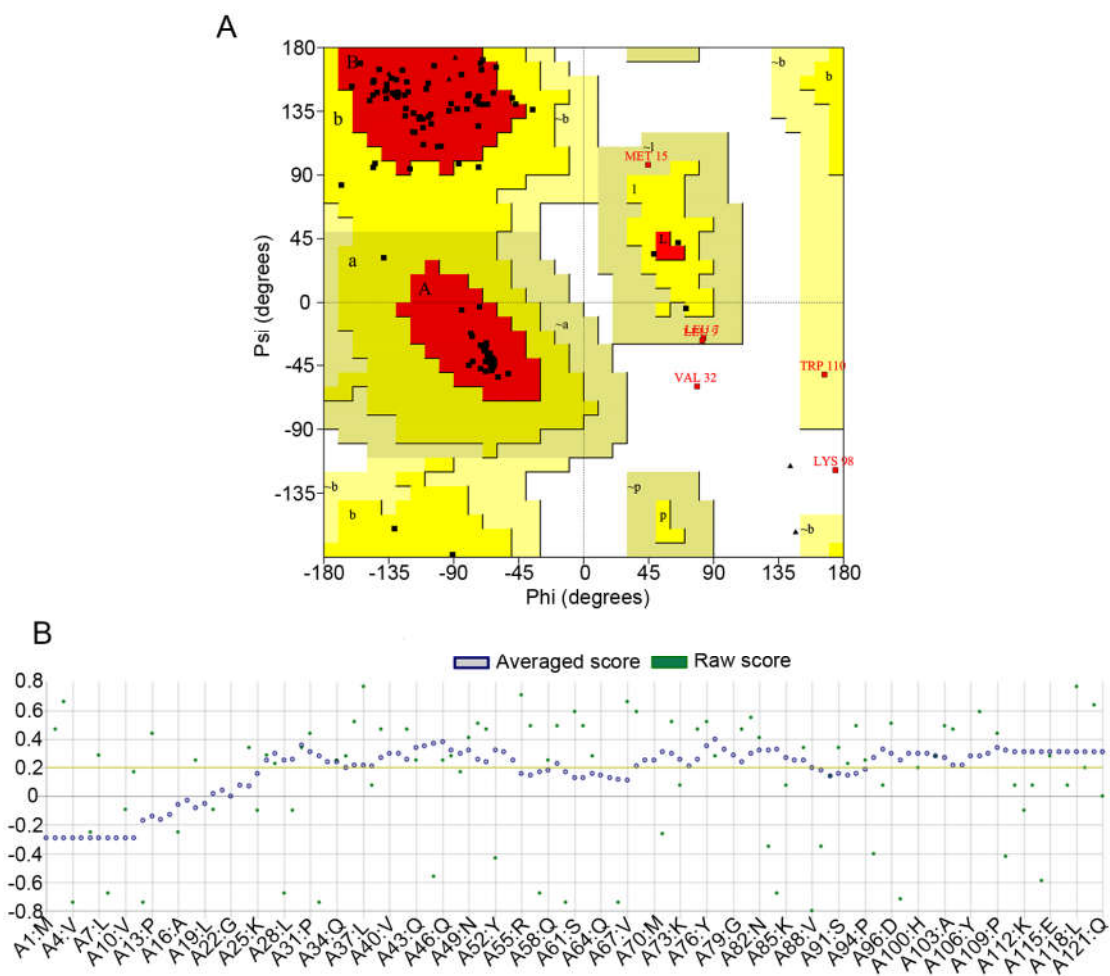 A
180
135
90
45
0
-45
-90
-135
-180
Psi (degrees)
B
b
~b
~b
b
~l
MET 15
l
L
a
A
~a
VAL 32
TRP 110
LYS 98
~b
b
~p
p
~b
-180 -135 -90 -45 0 45 90 135 180
Phi (degrees)
B
Averaged score Raw score
0.8
0.6
0.4
0.2
0
-0.2
-0.4
-0.6
-0.8
A1:M A4:V A7:L A10:V A13:P A16:A A19:L A22:G A25:K A28:L A31:P A34:Q A37:L A40:V A43:Q A46:Q A49:N A52:Y A55:R A58:Q A61:S A64:Q A67:V A70:M A73:K A76:Y A79:G A82:N A85:K A88:V A91:S A94:P A96:D A100:H A103:A A106:Y A109:P A112:K A115:E A118:L A121:Q